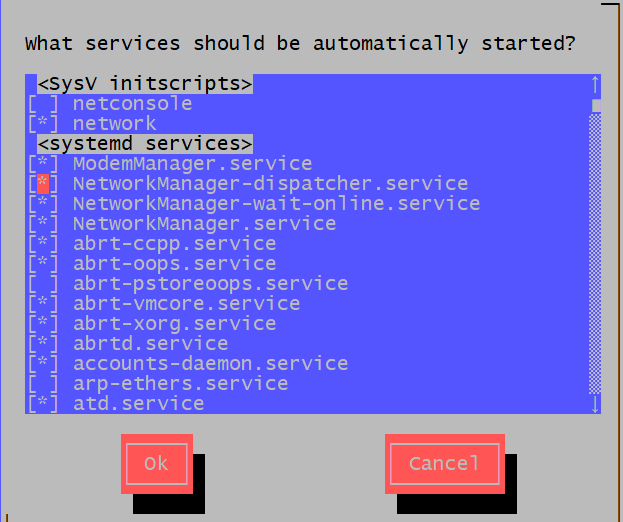 What services should be automatically started?
<SysV initscripts>
[ ] netconsole
[*] network
<systemd services>
[*] ModemManager.service
[*] NetworkManager-dispatcher.service
[*] NetworkManager-wait-online.service
[*] NetworkManager.service
[*] abrt-ccpp.service
[*] abrt-oops.service
[ ] abrt-pstoreoops.service
[*] abrt-vmcore.service
[*] abrt-xorg.service
[*] abrtd.service
[*] accounts-daemon.service
[ ] arp-ethers.service
[*] atd.service
Ok Cancel